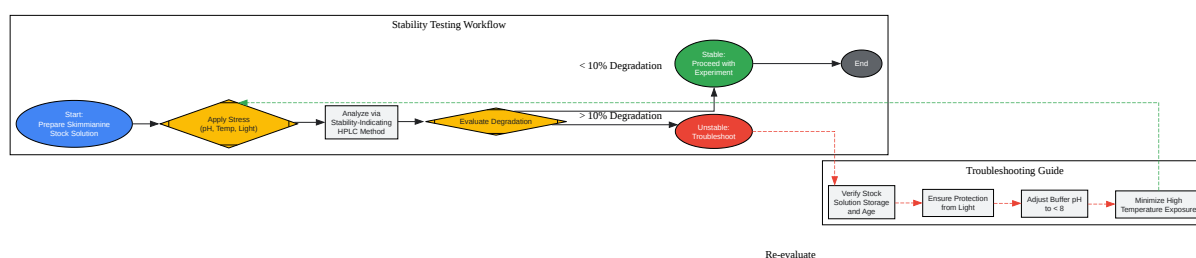 Stability Testing Workflow
Start:
Prepare Skimmianine
Stock Solution
Apply Stress
(pH, Temp, Light)
Analyze via
Stability-Indicating
HPLC Method
Evaluate Degradation
< 10% Degradation
> 10% Degradation
Stable:
Proceed with
Experiment
End
Unstable:
Troubleshoot
Troubleshooting Guide
Verify Stock
Solution Storage
and Age
Ensure Protection
from Light
Adjust Buffer pH
to < 8
Minimize High
Temperature Exposure
Re-evaluate